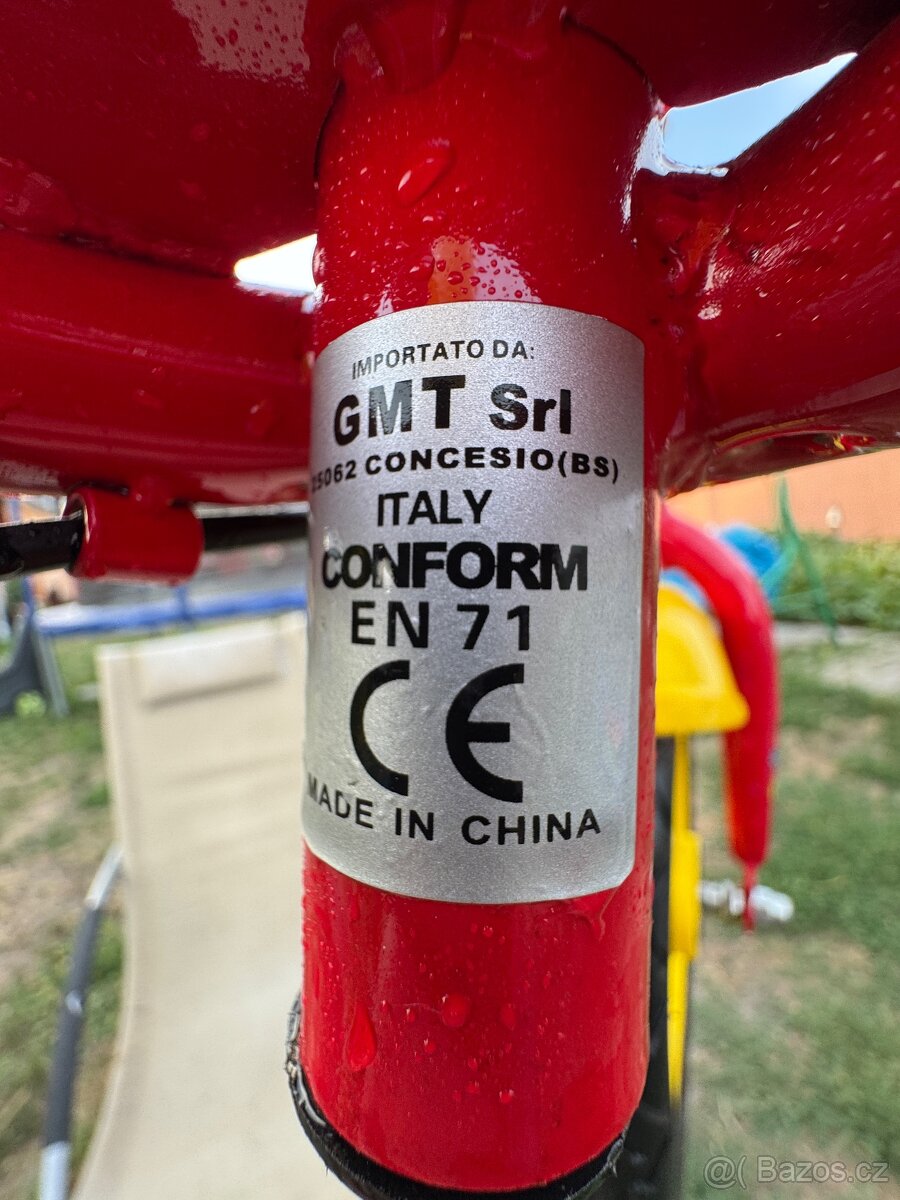 IMPORTATO DA:
GMT Srl
25062 CONCESIO(BS)
ITALY
CONFORM
EN 71
CE
MADE IN CHINA
@( Bazos.cz